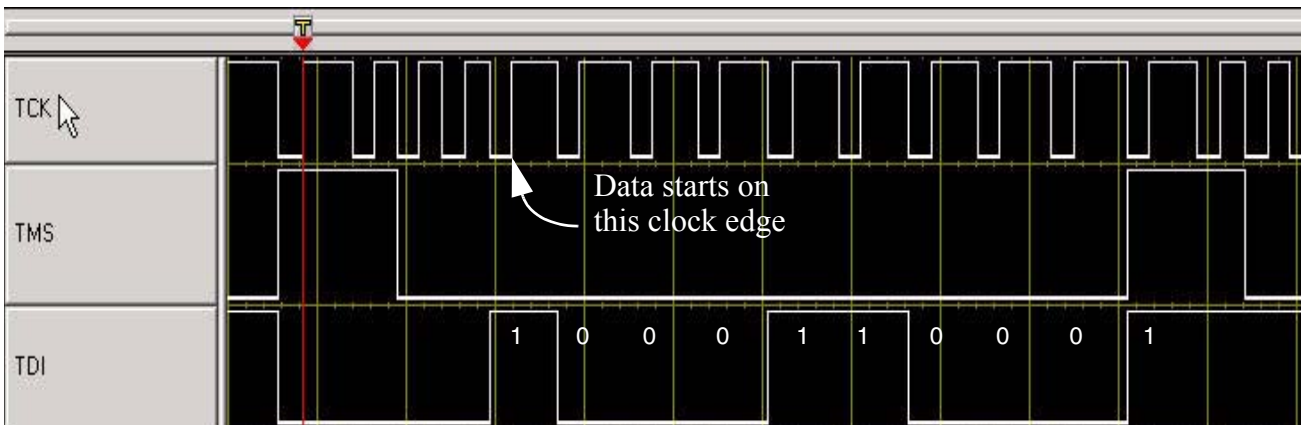 T
TCK
TMS
Data starts on
this clock edge
TDI
1 0 0 0 1 1 0 0 0 1